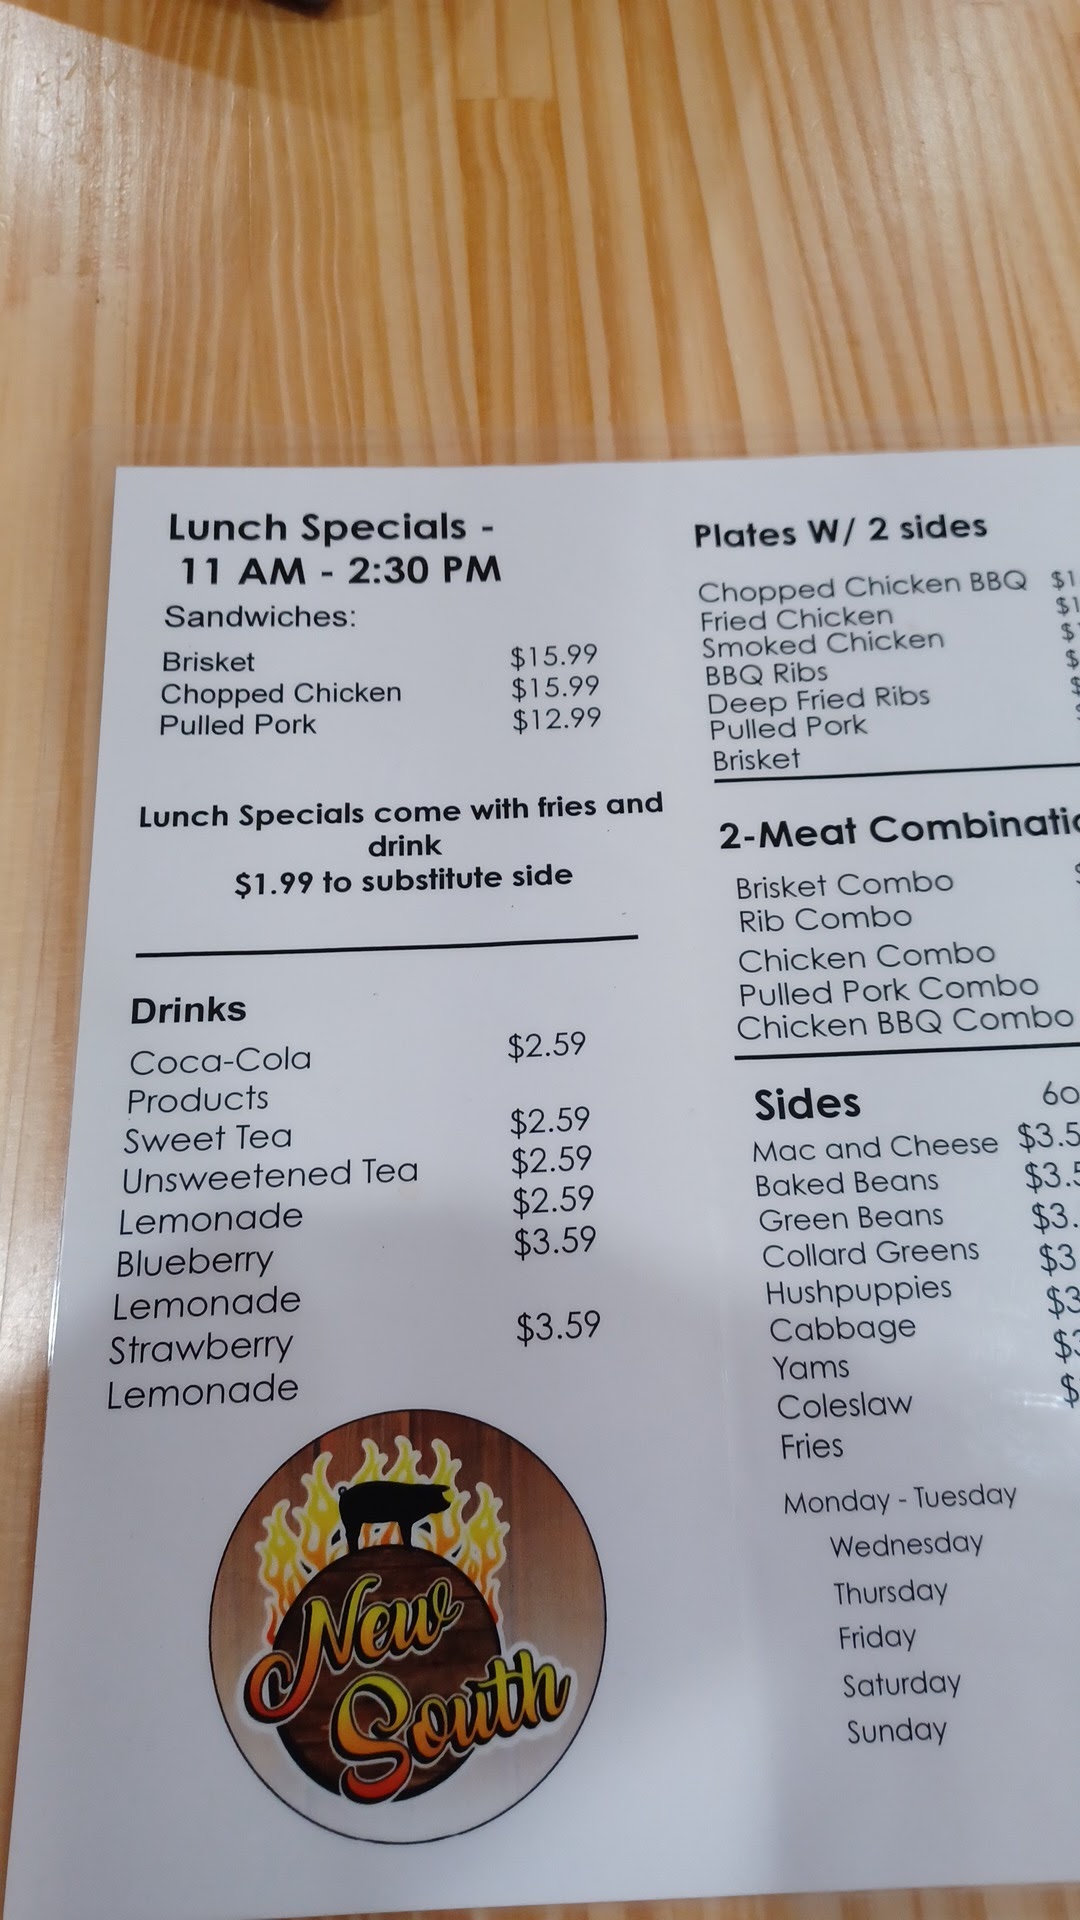 Lunch Specials -
11 AM - 2:30 PM
Sandwiches:
Brisket $15.99
Chopped Chicken $15.99
Pulled Pork $12.99
Lunch Specials come with fries and
drink
$1.99 to substitute side
Drinks
Coca-Cola $2.59
Products
Sweet Tea $2.59
Unsweetened Tea $2.59
Lemonade $2.59
Blueberry $3.59
Lemonade
Strawberry $3.59
Lemonade
New
South
Plates W/ 2 sides
Chopped Chicken BBQ
Fried Chicken
Smoked Chicken
BBQ Ribs
Deep Fried Ribs
Pulled Pork
Brisket
2-Meat
Brisket Combo
Rib Combo
Chicken Combo
Pulled Pork Combo
Chicken BBQ Combo
Sides
Mac and Cheese
Baked Beans
Green Beans
Collard Greens
Hushpuppies
Cabbage
Yams
Coleslaw
Fries
Monday - Tuesday
Wednesday
Thursday
Friday
Saturday
Sunday